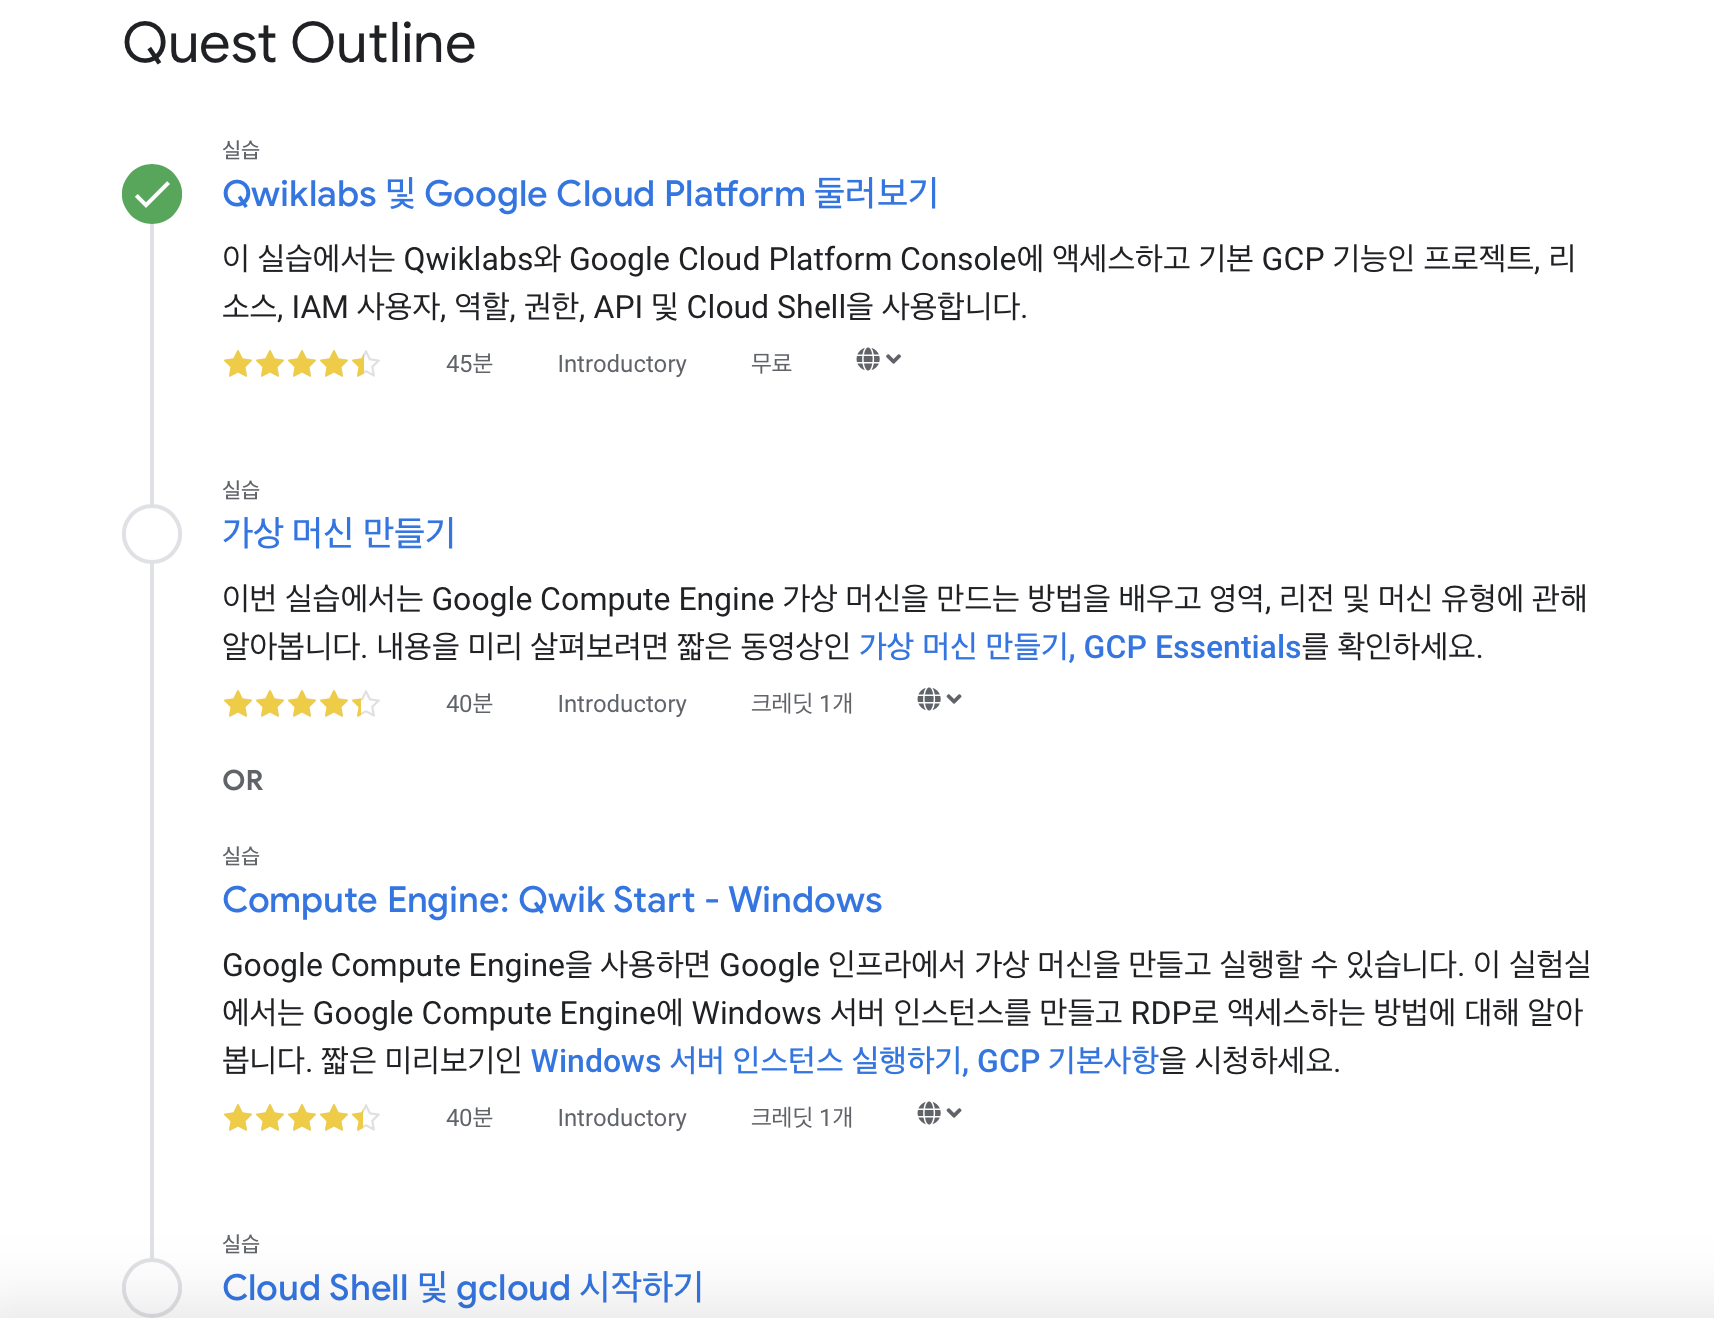 Quest Outline
실습
Qwiklabs 및 Google Cloud Platform 둘러보기
이 실습에서는 Qwiklabs와 Google Cloud Platform Console에 액세스하고 기본 GCP 기능인 프로젝트, 리
소스, IAM 사용자, 역할, 권한, API 및 Cloud Shell을 사용합니다.
45분 Introductory 무료
실습
가상 머신 만들기
이번 실습에서는 Google Compute Engine 가상 머신을 만드는 방법을 배우고 영역, 리전 및 머신 유형에 관해
알아봅니다. 내용을 미리 살펴보려면 짧은 동영상인 가상 머신 만들기, GCP Essentials를 확인하세요.
40분 Introductory 크레딧 1개
OR
실습
Compute Engine: Qwik Start - Windows
Google Compute Engine을 사용하면 Google 인프라에서 가상 머신을 만들고 실행할 수 있습니다. 이 실험실
에서는 Google Compute Engine에 Windows 서버 인스턴스를 만들고 RDP로 액세스하는 방법에 대해 알아
봅니다. 짧은 미리보기인 Windows 서버 인스턴스 실행하기, GCP 기본사항을 시청하세요.
40분 Introductory 크레딧 1개
실습
Cloud Shell 및 gcloud 시작하기